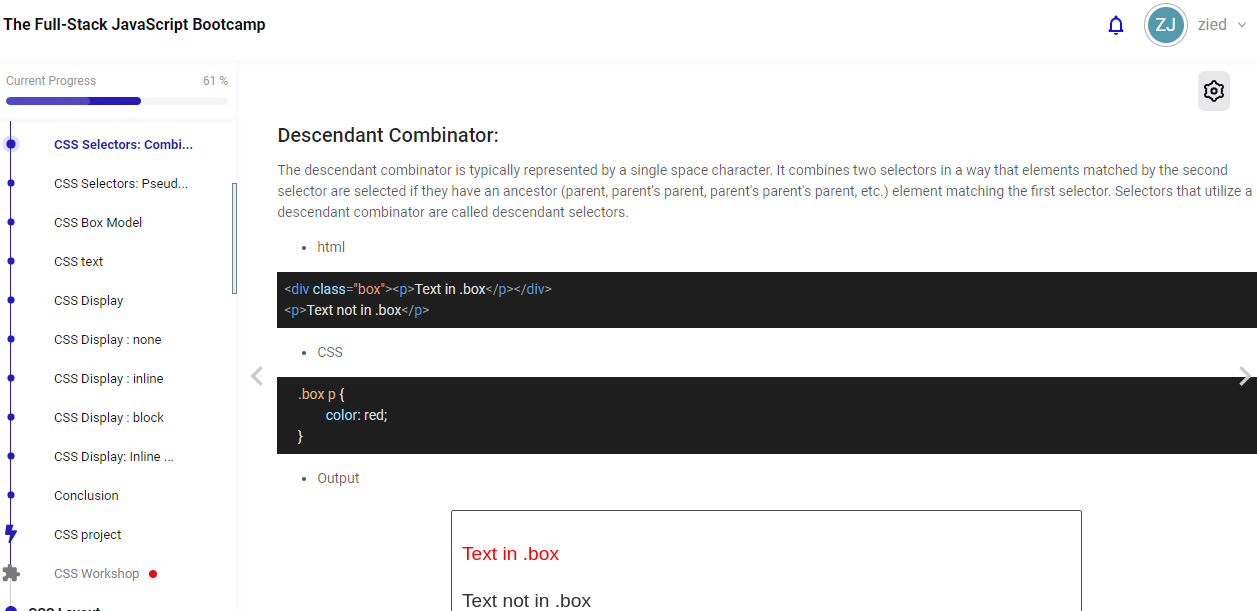 The Full-Stack JavaScript Bootcamp
ZJ
zied
Current Progress
61 %
CSS Selectors: Combi...
CSS Selectors: Pseud...
CSS Box Model
CSS text
CSS Display
CSS Display : none
CSS Display : inline
CSS Display : block
CSS Display: Inline ...
Conclusion
CSS project
CSS Workshop
CSS Layout
Descendant Combinator:
The descendant combinator is typically represented by a single space character. It combines two selectors in a way that elements matched by the second
selector are selected if they have an ancestor (parent, parent's parent, parent's parent's parent, etc.) element matching the first selector. Selectors that utilize a
descendant combinator are called descendant selectors.
• html
<div class="box"><p>Text in .box</p></div>
<p>Text not in .box</p>
• CSS
.box p {
color: red;
}
• Output
Text in .box
Text not in .box